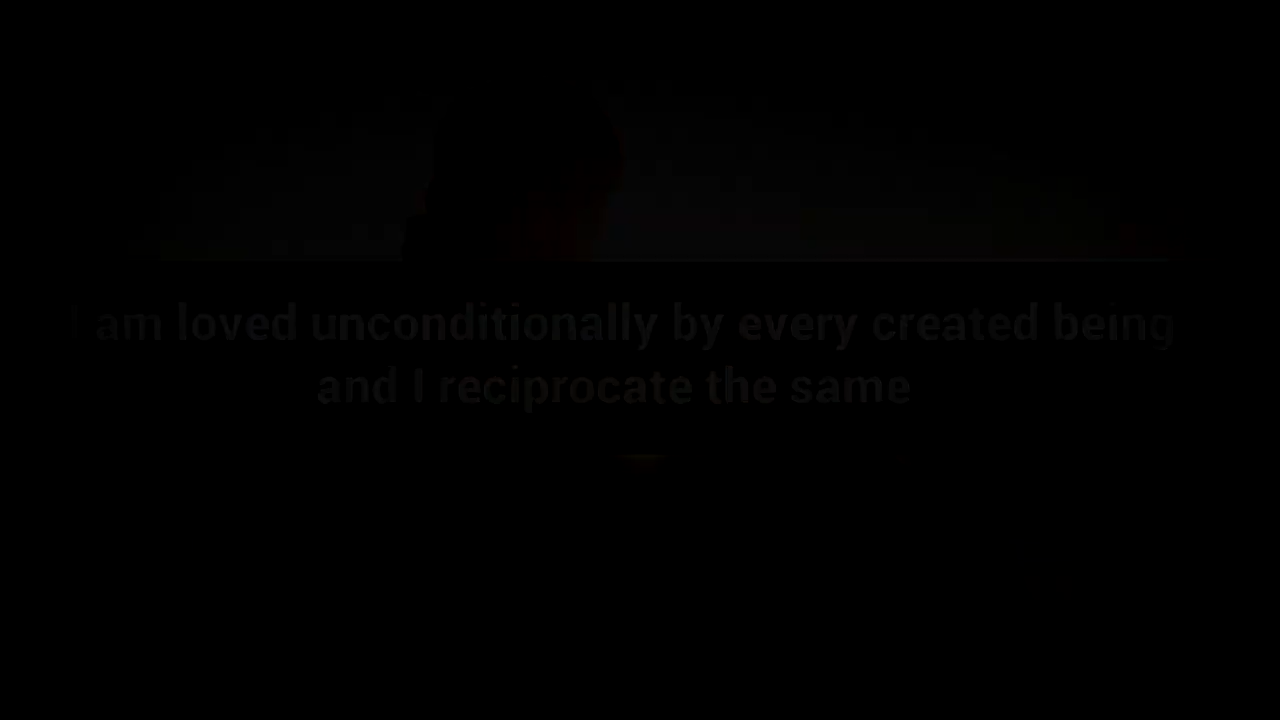 I am loved unconditionally by every created being
and I reciprocate the same